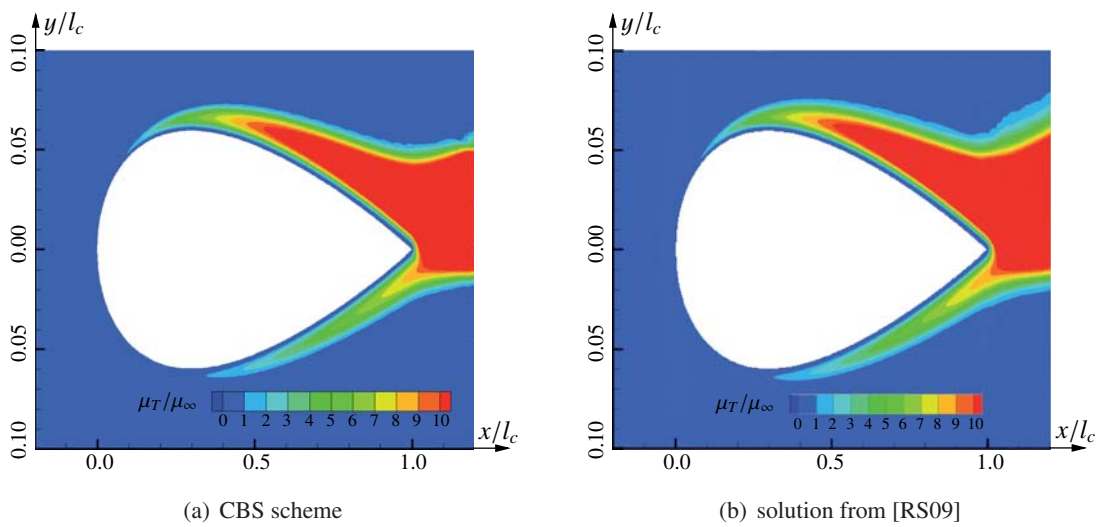 y/l_c
y/l_c
0.10
0.05
0.00
0.05
0.10
0.10
0.05
0.00
0.05
0.10
μ_T/μ_∞
0 1 2 3 4 5 6 7 8 9 10
μ_T/μ_∞
0 1 2 3 4 5 6 7 8 9 10
x/l_c
x/l_c
0.0 0.5 1.0
0.0 0.5 1.0
(a) CBS scheme
(b) solution from [RS09]